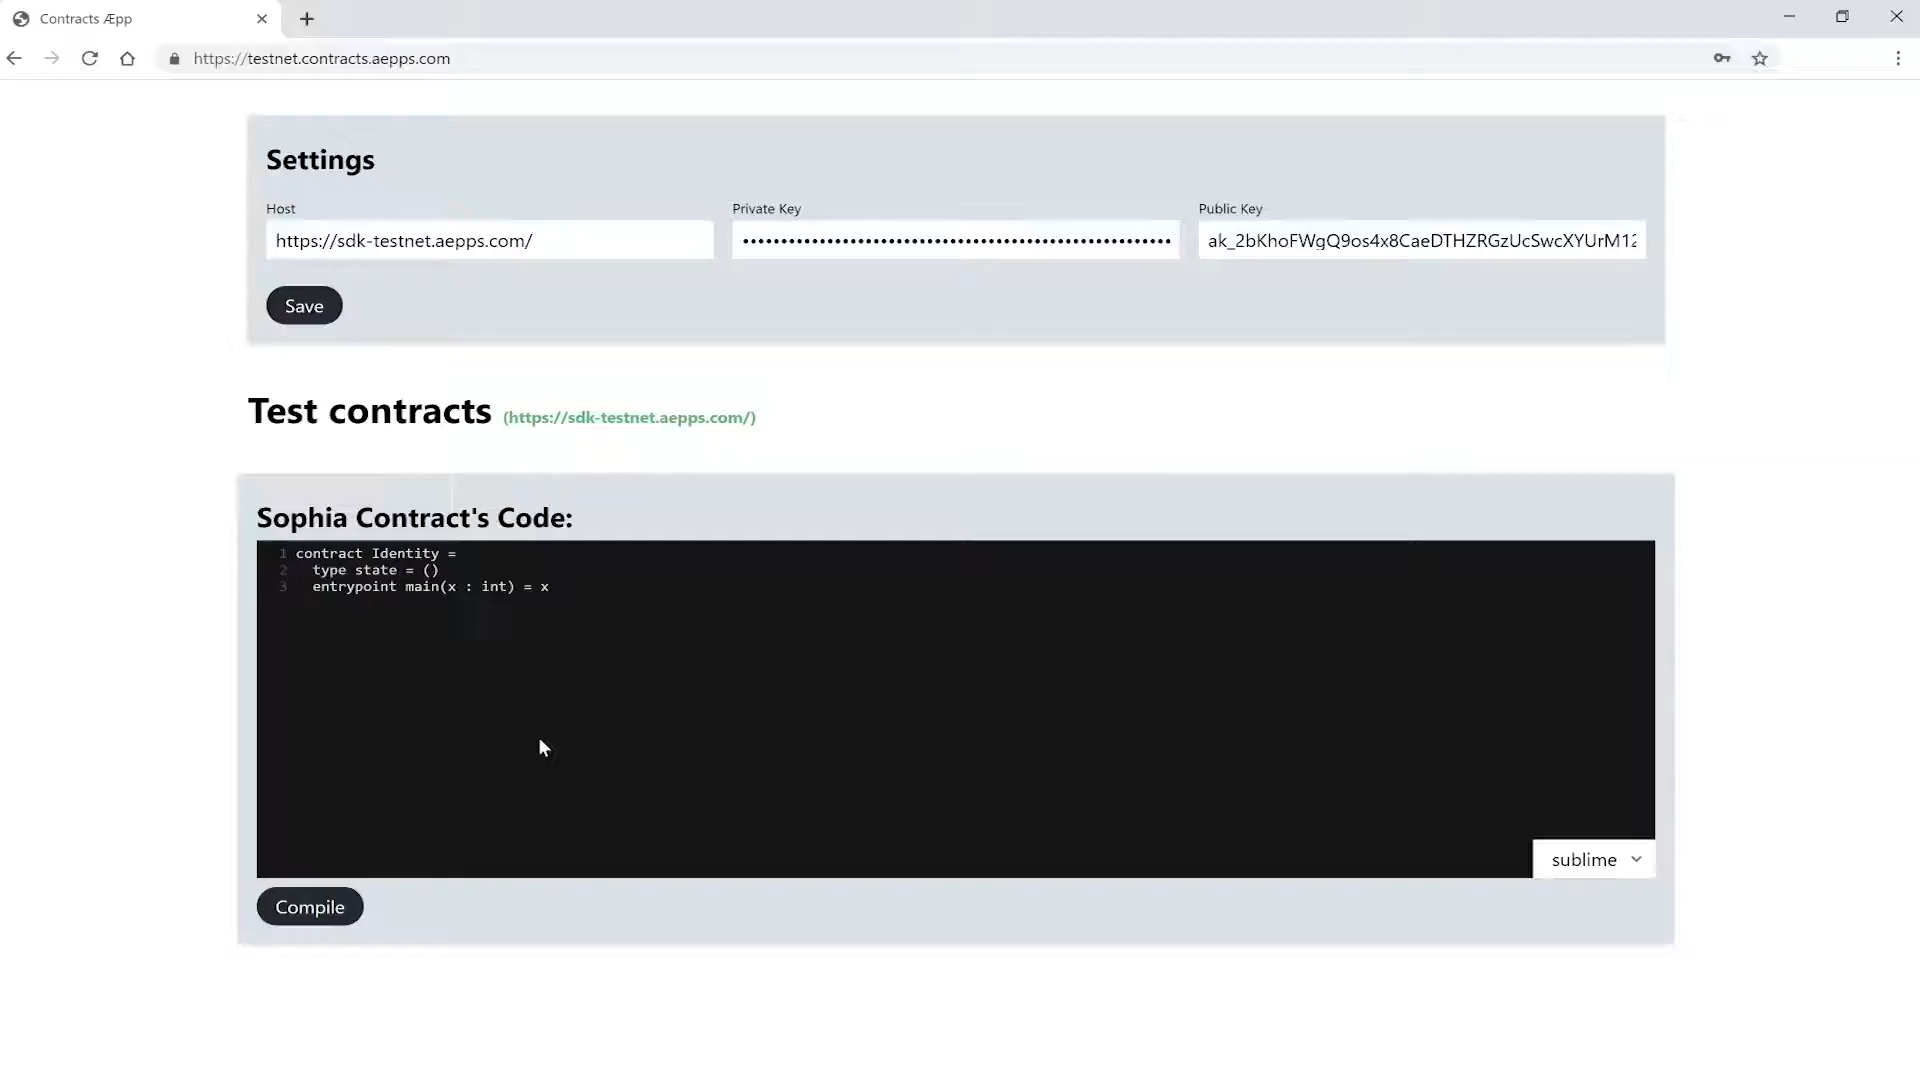 Contracts Æpp
https://testnet.contracts.aepps.com
Settings
Host
Private Key
Public Key
https://sdk-testnet.aepps.com/
••••••••••••••••••••••••••••••••••••••••••••••••••••••••
ak_2bKhoFWgQ9os4x8CaeDTHZRGzUcSwcXYUrM12
Save
Test contracts (https://sdk-testnet.aepps.com/)
Sophia Contract's Code:
1 contract Identity =
2 type state = ()
3 entrypoint main(x : int) = x
sublime
Compile